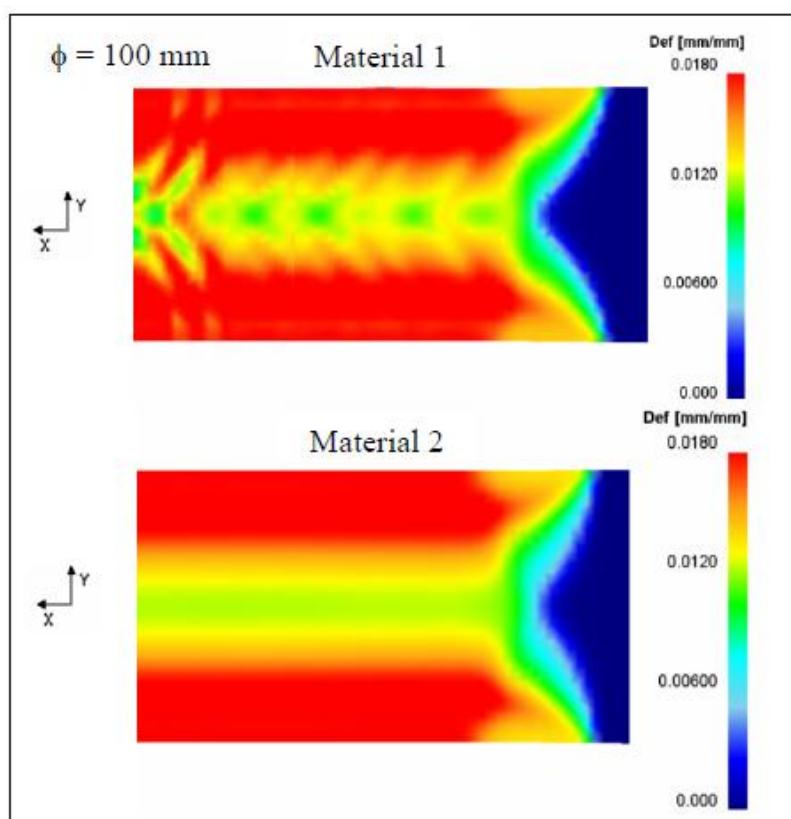 ϕ = 100 mm
Material 1
Def [mm/mm]
0.0180
0.0120
0.00600
0.000
Y
X
Material 2
Def [mm/mm]
0.0180
0.0120
0.00600
0.000
Y
X